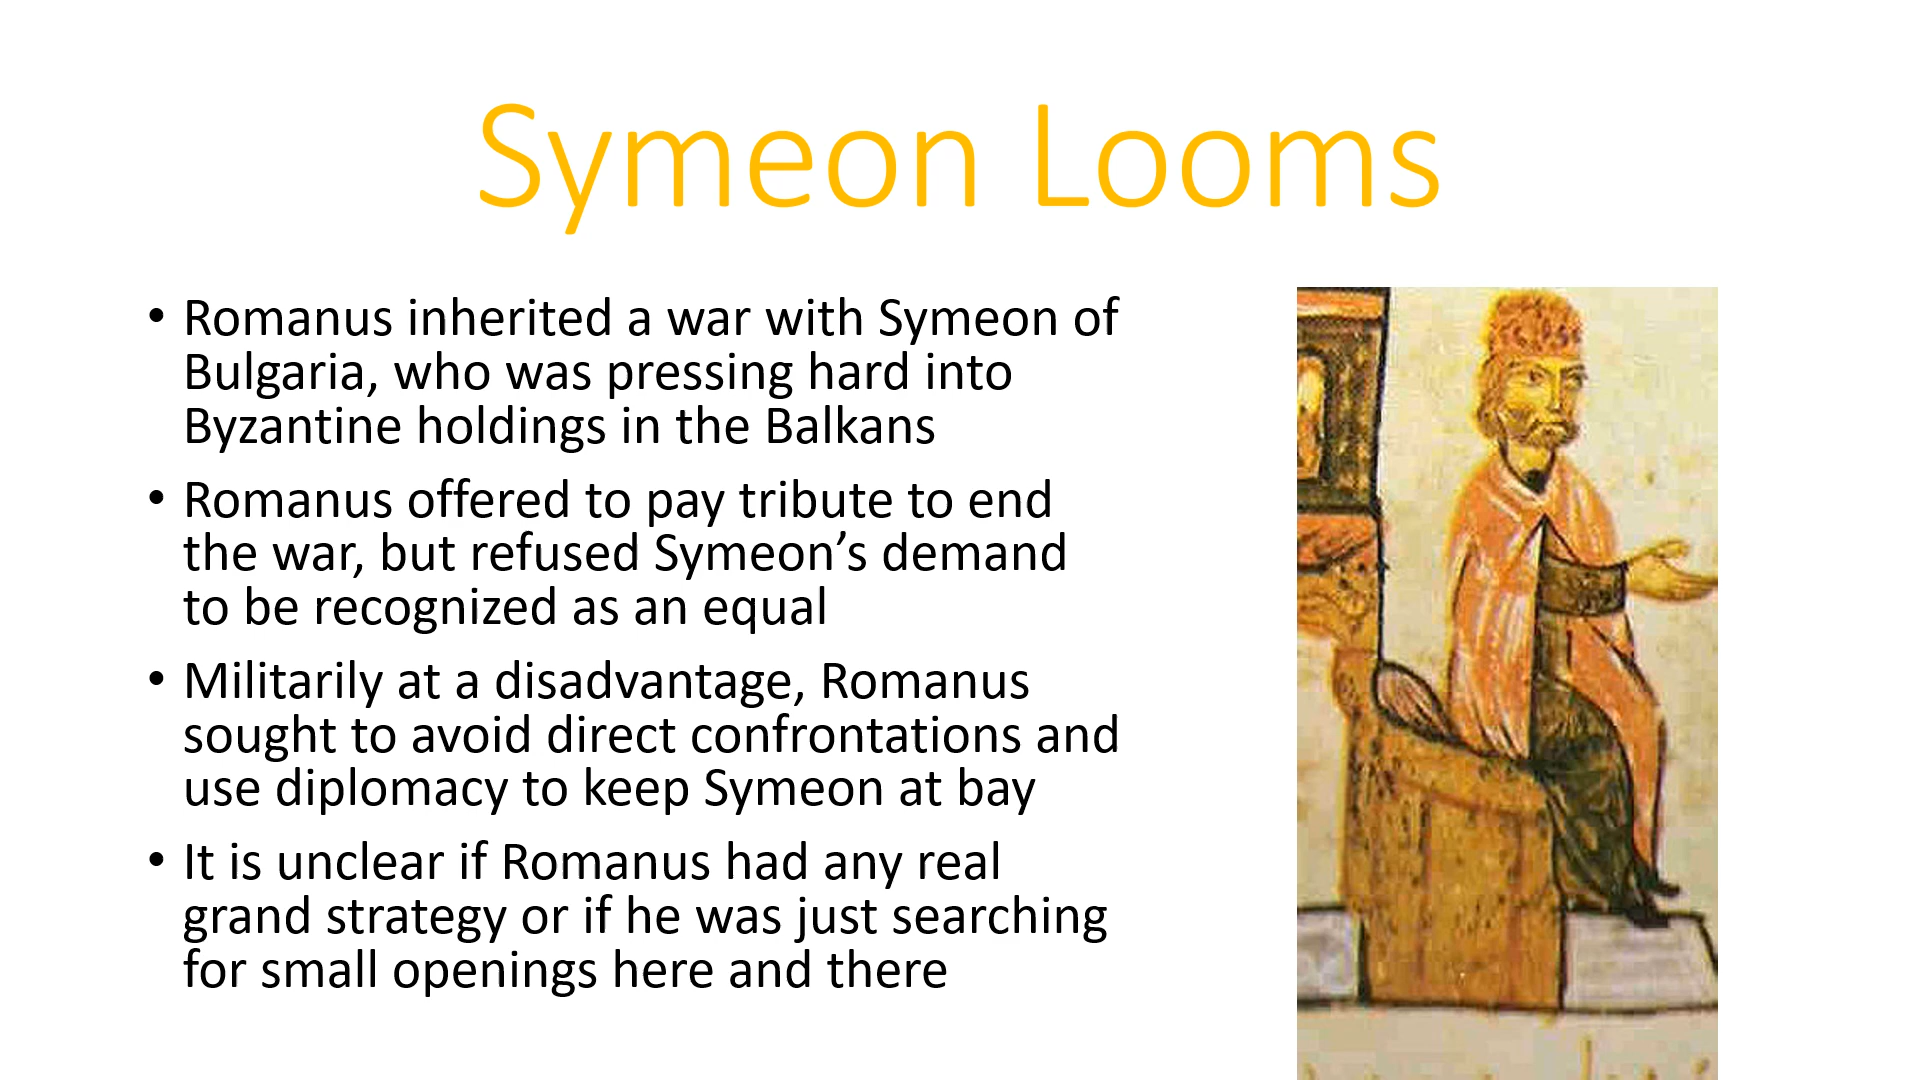 Symeon Looms
• Romanus inherited a war with Symeon of
Bulgaria, who was pressing hard into
Byzantine holdings in the Balkans
• Romanus offered to pay tribute to end
the war, but refused Symeon’s demand
to be recognized as an equal
• Militarily at a disadvantage, Romanus
sought to avoid direct confrontations and
use diplomacy to keep Symeon at bay
• It is unclear if Romanus had any real
grand strategy or if he was just searching
for small openings here and there